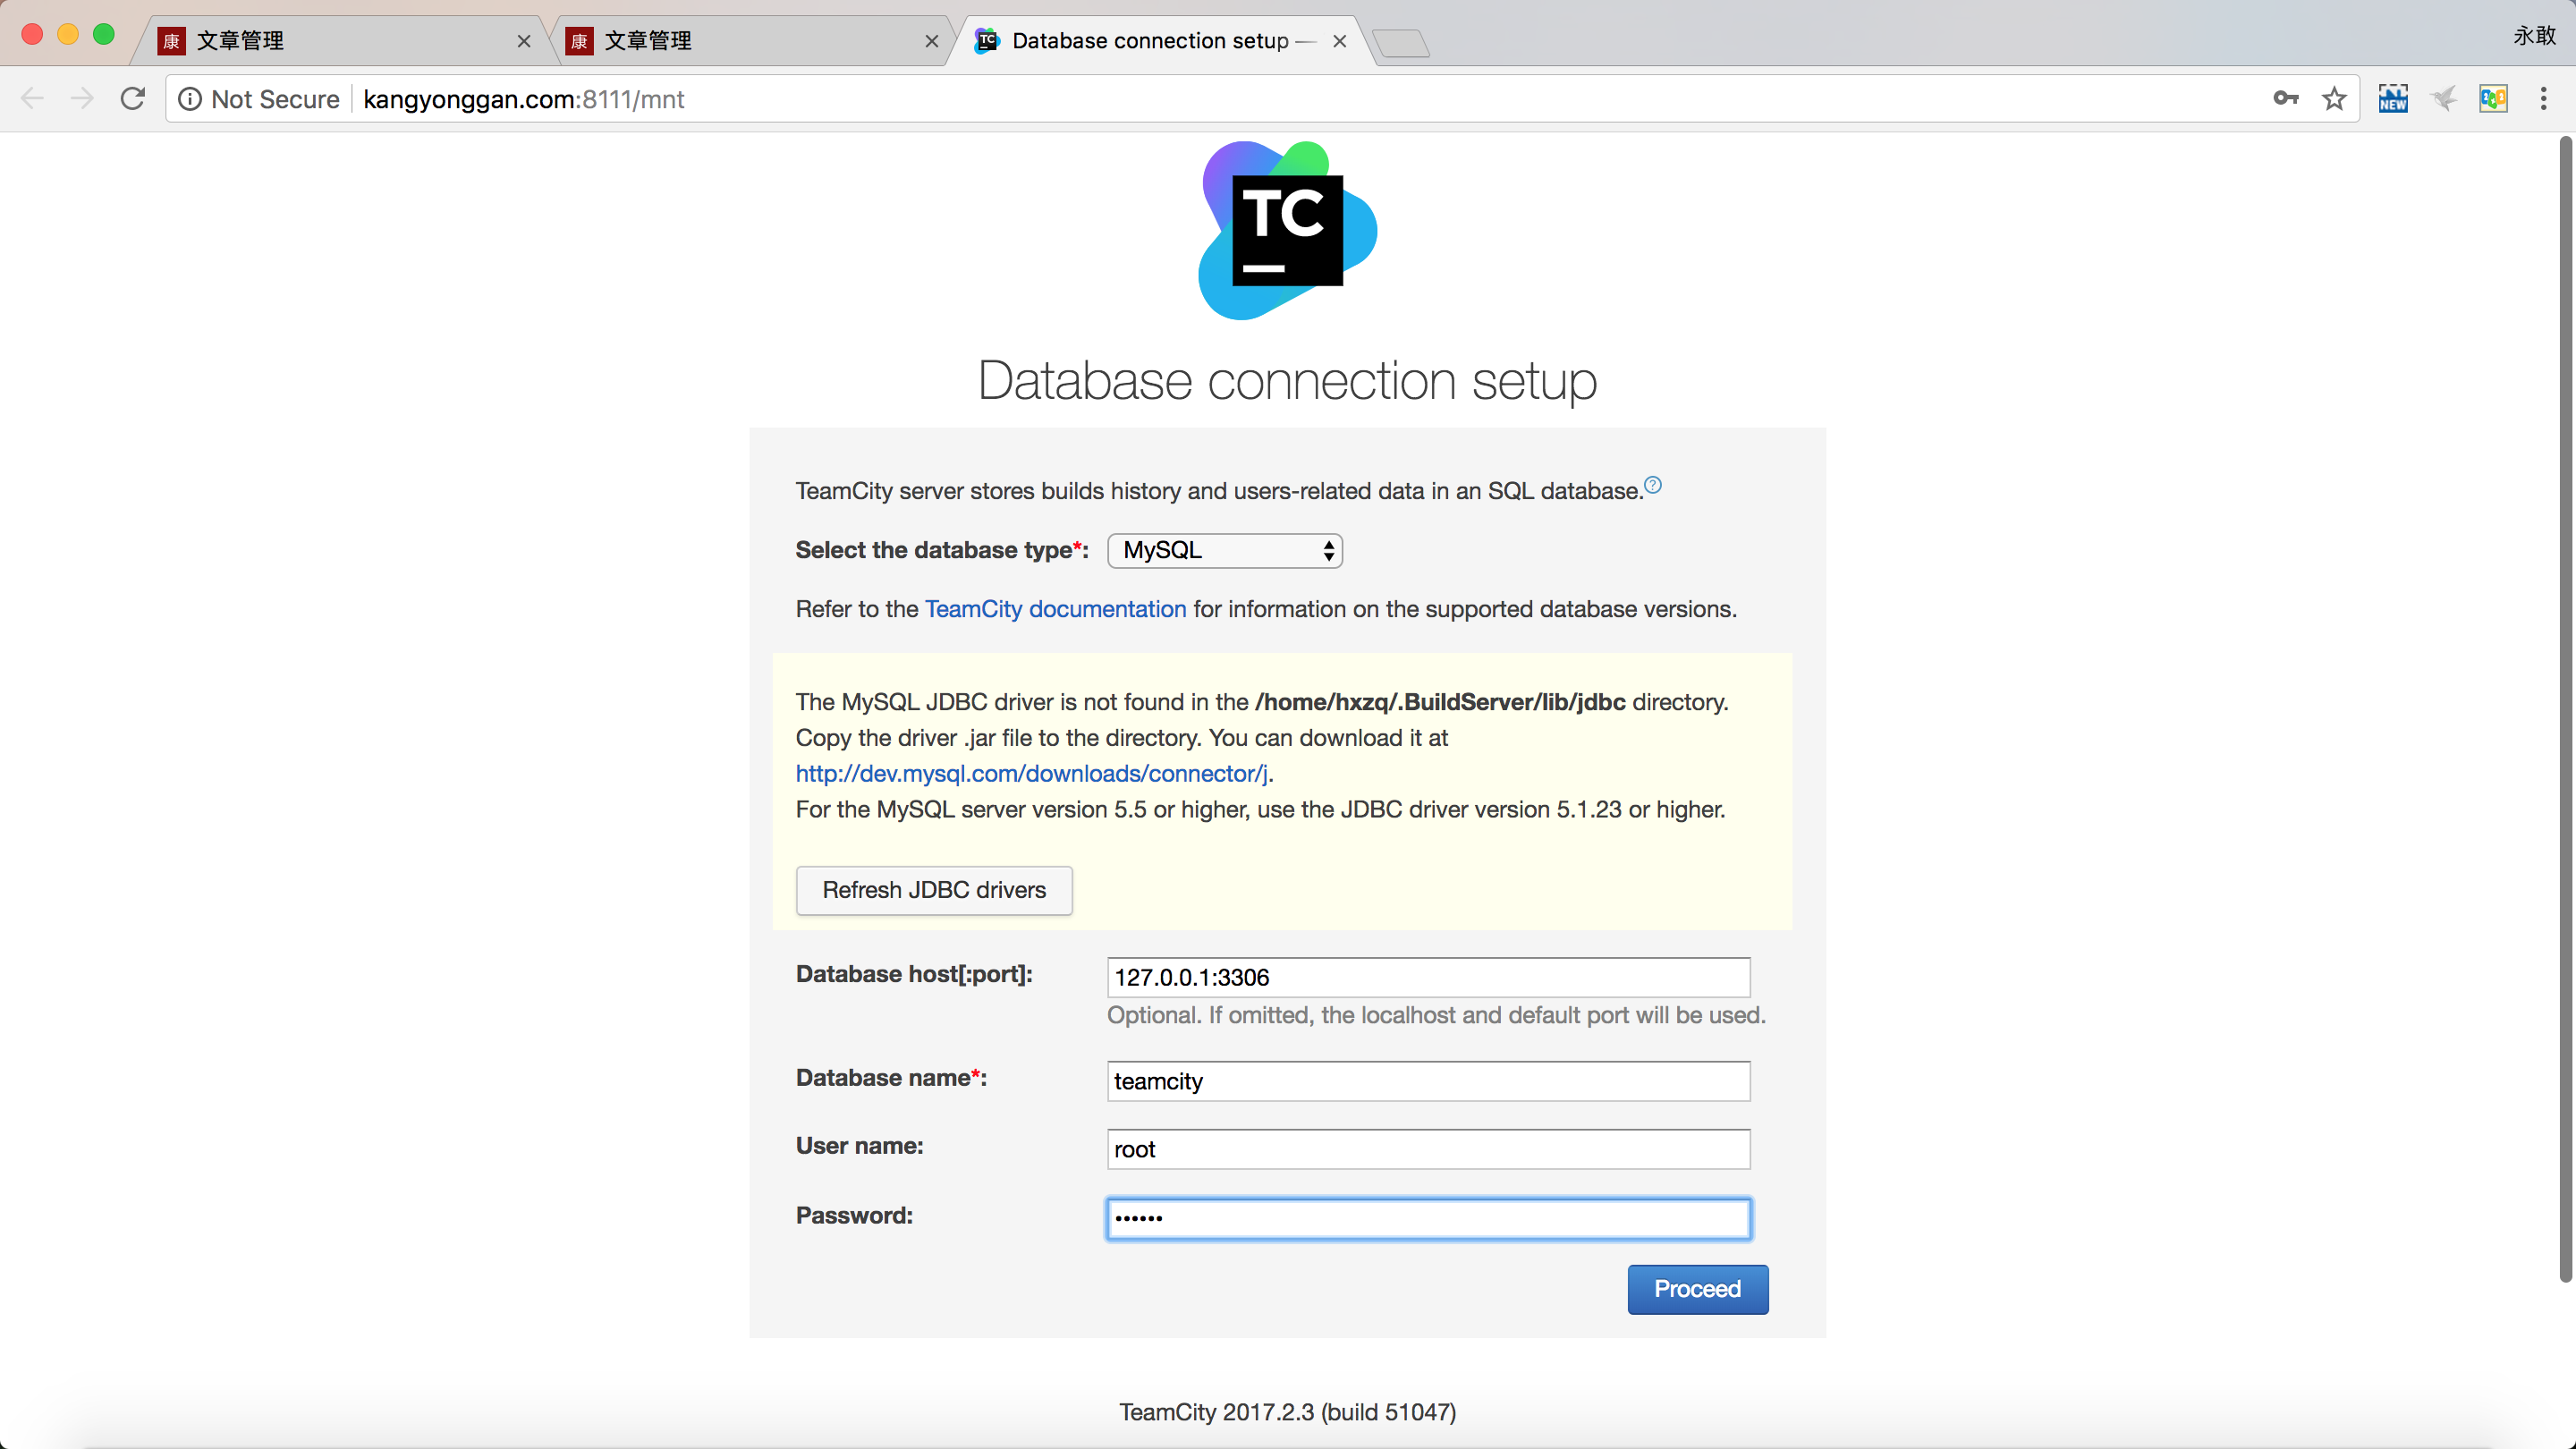 康 文章管理
康 文章管理
TC Database connection setup —
永敢
Not Secure
kangyonggan.com:8111/mnt
NEW
TC
Database connection setup
TeamCity server stores builds history and users-related data in an SQL database.?
Select the database type*: MySQL
Refer to the TeamCity documentation for information on the supported database versions.
The MySQL JDBC driver is not found in the /home/hxzq/.BuildServer/lib/jdbc directory.
Copy the driver .jar file to the directory. You can download it at
http://dev.mysql.com/downloads/connector/j.
For the MySQL server version 5.5 or higher, use the JDBC driver version 5.1.23 or higher.
Refresh JDBC drivers
Database host[:port]: 127.0.0.1:3306
Optional. If omitted, the localhost and default port will be used.
Database name*: teamcity
User name: root
Password: ••••••
Proceed
TeamCity 2017.2.3 (build 51047)